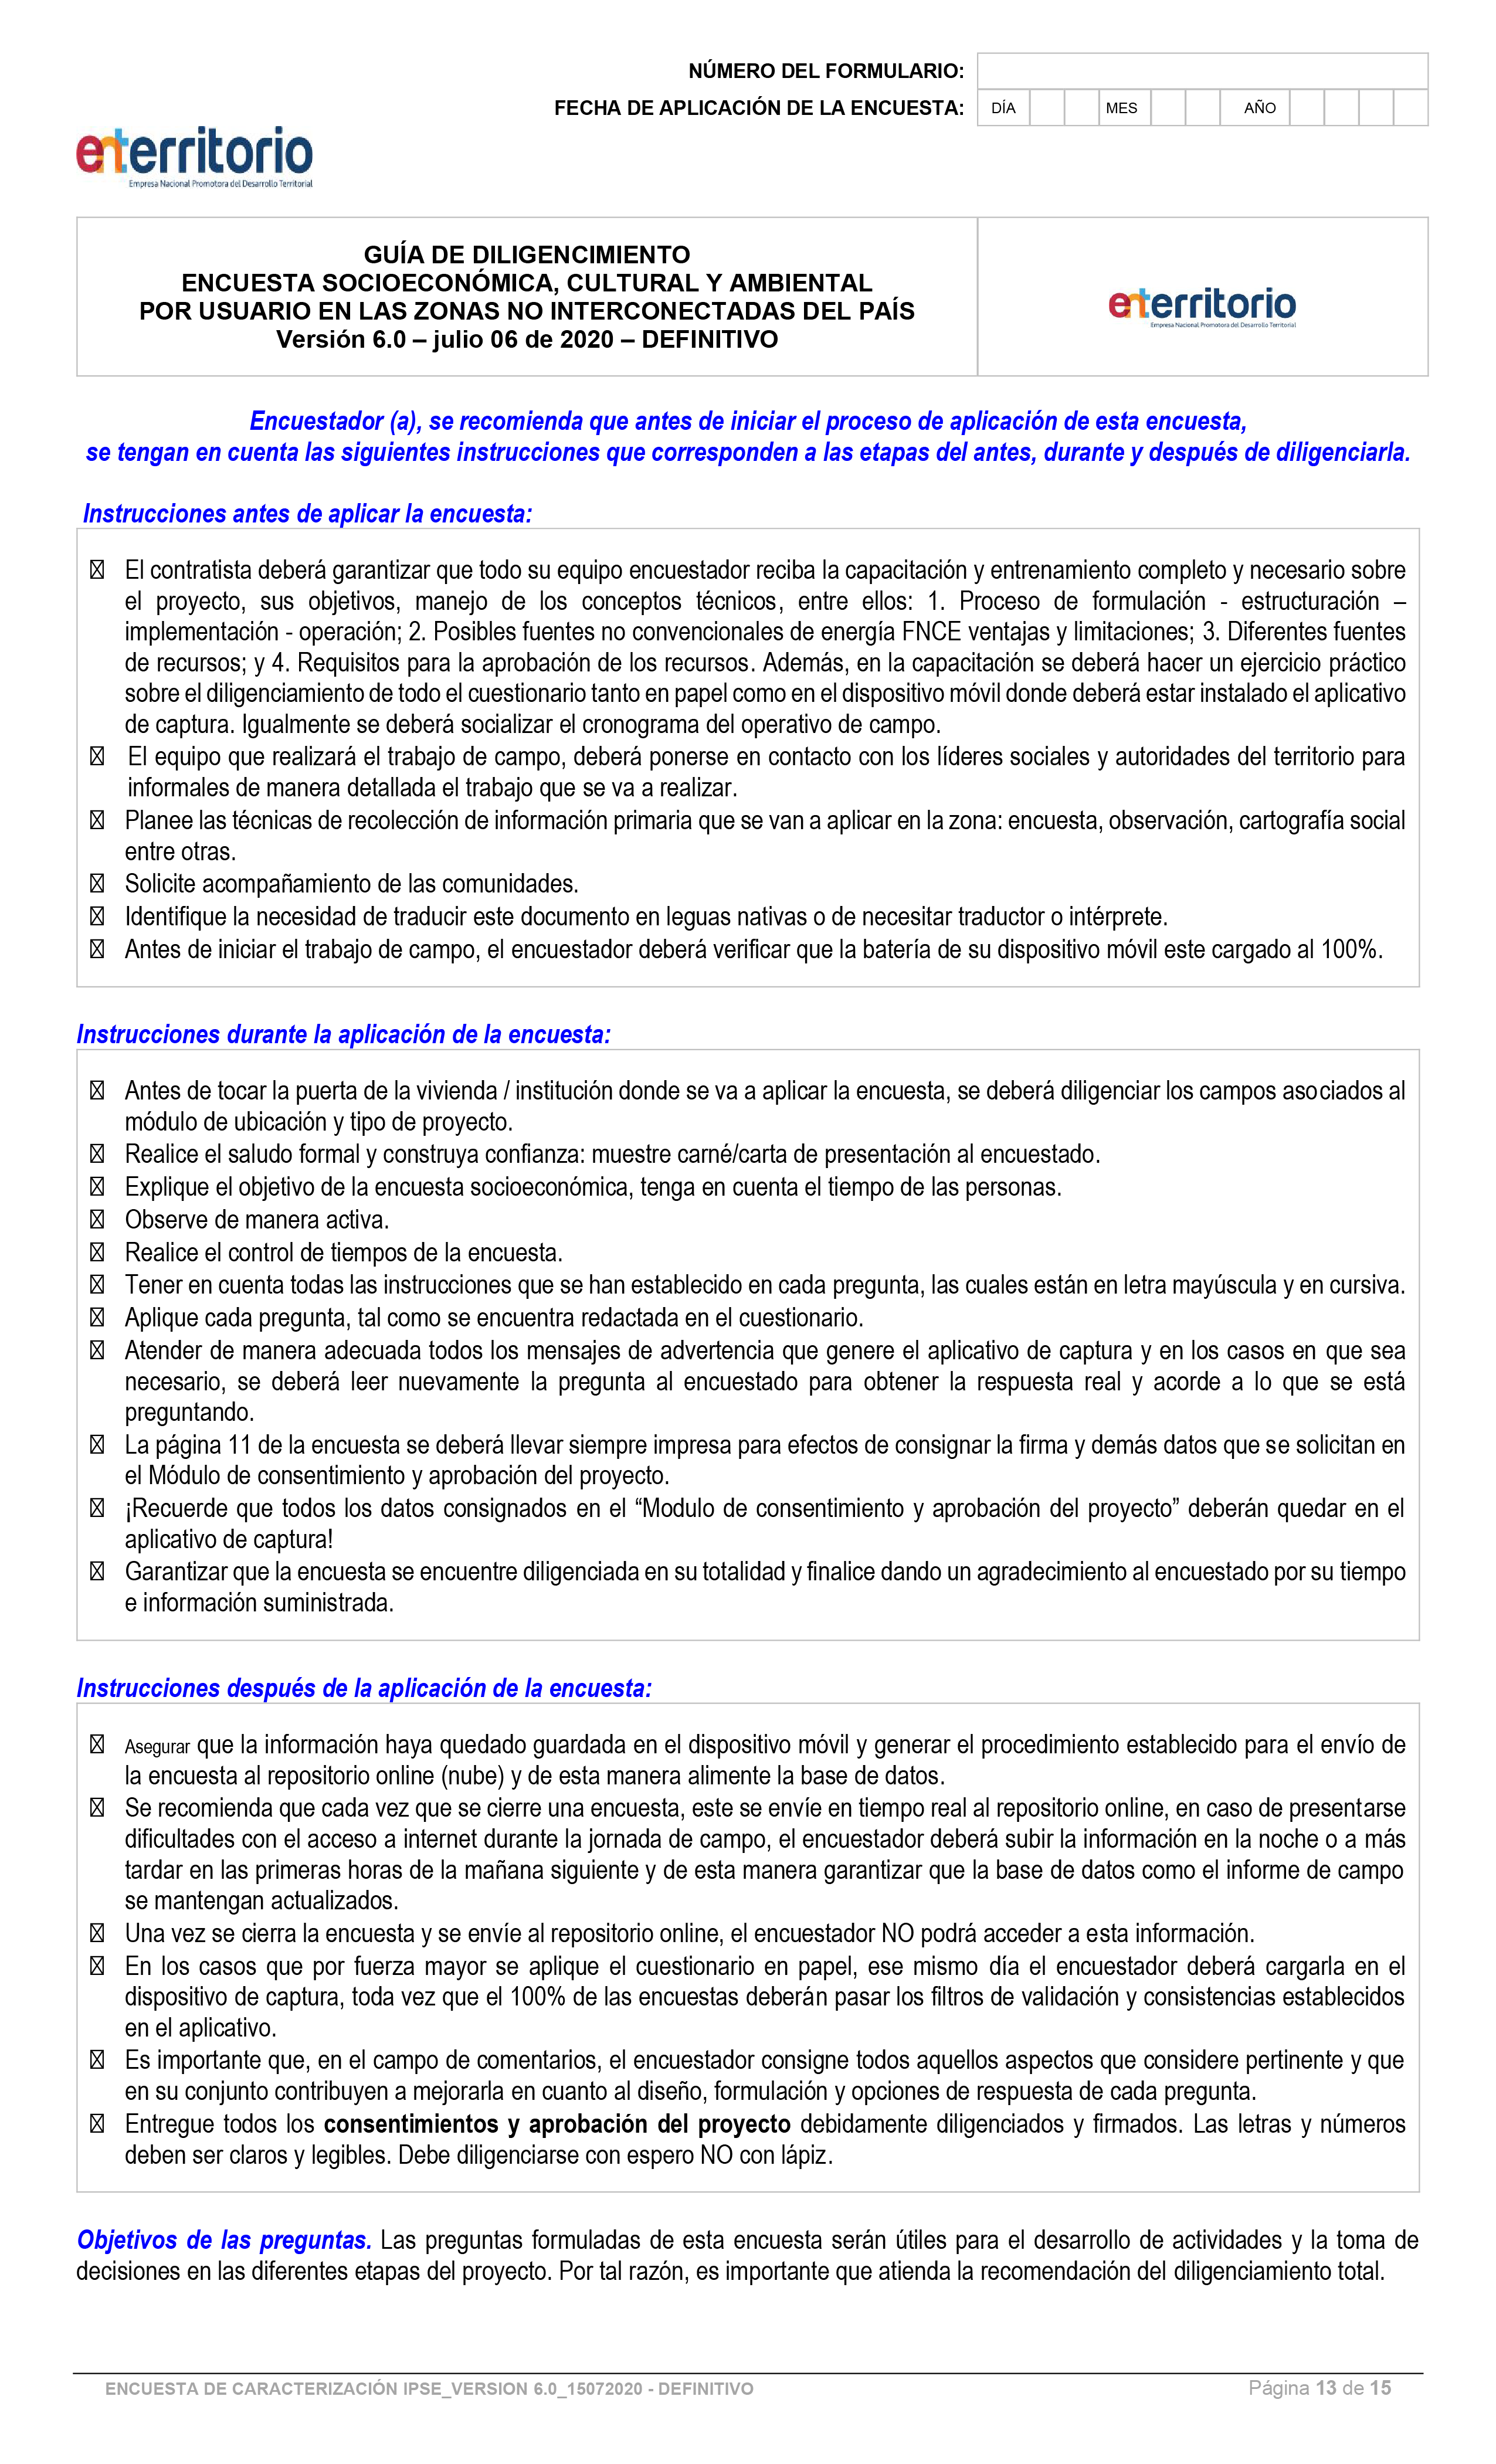 NÚMERO DEL FORMULARIO:
FECHA DE APLICACIÓN DE LA ENCUESTA: DÍA MES AÑO
enterritorio
Empresa Nacional Promotora del Desarrollo Territorial
GUÍA DE DILIGENCIMIENTO
ENCUESTA SOCIOECONÓMICA, CULTURAL Y AMBIENTAL
POR USUARIO EN LAS ZONAS NO INTERCONECTADAS DEL PAÍS
Versión 6.0 – julio 06 de 2020 – DEFINITIVO
enterritorio
Empresa Nacional Promotora del Desarrollo Territorial
Encuestador (a), se recomienda que antes de iniciar el proceso de aplicación de esta encuesta,
se tengan en cuenta las siguientes instrucciones que corresponden a las etapas del antes, durante y después de diligenciarla.
Instrucciones antes de aplicar la encuesta:
El contratista deberá garantizar que todo su equipo encuestador reciba la capacitación y entrenamiento completo y necesario sobre
el proyecto, sus objetivos, manejo de los conceptos técnicos, entre ellos: 1. Proceso de formulación - estructuración –
implementación - operación; 2. Posibles fuentes no convencionales de energía FNCE ventajas y limitaciones; 3. Diferentes fuentes
de recursos; y 4. Requisitos para la aprobación de los recursos. Además, en la capacitación se deberá hacer un ejercicio práctico
sobre el diligenciamiento de todo el cuestionario tanto en papel como en el dispositivo móvil donde deberá estar instalado el aplicativo
de captura. Igualmente se deberá socializar el cronograma del operativo de campo.
El equipo que realizará el trabajo de campo, deberá ponerse en contacto con los líderes sociales y autoridades del territorio para
informales de manera detallada el trabajo que se va a realizar.
Planee las técnicas de recolección de información primaria que se van a aplicar en la zona: encuesta, observación, cartografía social
entre otras.
Solicite acompañamiento de las comunidades.
Identifique la necesidad de traducir este documento en leguas nativas o de necesitar traductor o intérprete.
Antes de iniciar el trabajo de campo, el encuestador deberá verificar que la batería de su dispositivo móvil este cargado al 100%.
Instrucciones durante la aplicación de la encuesta:
Antes de tocar la puerta de la vivienda / institución donde se va a aplicar la encuesta, se deberá diligenciar los campos asociados al
módulo de ubicación y tipo de proyecto.
Realice el saludo formal y construya confianza: muestre carné/carta de presentación al encuestado.
Explique el objetivo de la encuesta socioeconómica, tenga en cuenta el tiempo de las personas.
Observe de manera activa.
Realice el control de tiempos de la encuesta.
Tener en cuenta todas las instrucciones que se han establecido en cada pregunta, las cuales están en letra mayúscula y en cursiva.
Aplique cada pregunta, tal como se encuentra redactada en el cuestionario.
Atender de manera adecuada todos los mensajes de advertencia que genere el aplicativo de captura y en los casos en que sea
necesario, se deberá leer nuevamente la pregunta al encuestado para obtener la respuesta real y acorde a lo que se está
preguntando.
La página 11 de la encuesta se deberá llevar siempre impresa para efectos de consignar la firma y demás datos que se solicitan en
el Módulo de consentimiento y aprobación del proyecto.
¡Recuerde que todos los datos consignados en el “Modulo de consentimiento y aprobación del proyecto” deberán quedar en el
aplicativo de captura!
Garantizar que la encuesta se encuentre diligenciada en su totalidad y finalice dando un agradecimiento al encuestado por su tiempo
e información suministrada.
Instrucciones después de la aplicación de la encuesta:
Asegurar que la información haya quedado guardada en el dispositivo móvil y generar el procedimiento establecido para el envío de
la encuesta al repositorio online (nube) y de esta manera alimente la base de datos.
Se recomienda que cada vez que se cierre una encuesta, este se envíe en tiempo real al repositorio online, en caso de presentarse
dificultades con el acceso a internet durante la jornada de campo, el encuestador deberá subir la información en la noche o a más
tardar en las primeras horas de la mañana siguiente y de esta manera garantizar que la base de datos como el informe de campo
se mantengan actualizados.
Una vez se cierra la encuesta y se envíe al repositorio online, el encuestador NO podrá acceder a esta información.
En los casos que por fuerza mayor se aplique el cuestionario en papel, ese mismo día el encuestador deberá cargarla en el
dispositivo de captura, toda vez que el 100% de las encuestas deberán pasar los filtros de validación y consistencias establecidos
en el aplicativo.
Es importante que, en el campo de comentarios, el encuestador consigne todos aquellos aspectos que considere pertinente y que
en su conjunto contribuyen a mejorarla en cuanto al diseño, formulación y opciones de respuesta de cada pregunta.
Entregue todos los consentimientos y aprobación del proyecto debidamente diligenciados y firmados. Las letras y números
deben ser claros y legibles. Debe diligenciarse con espero NO con lápiz.
Objetivos de las preguntas. Las preguntas formuladas de esta encuesta serán útiles para el desarrollo de actividades y la toma de
decisiones en las diferentes etapas del proyecto. Por tal razón, es importante que atienda la recomendación del diligenciamiento total.
ENCUESTA DE CARACTERIZACIÓN IPSE_VERSION 6.0_15072020 - DEFINITIVO Página 13 de 15